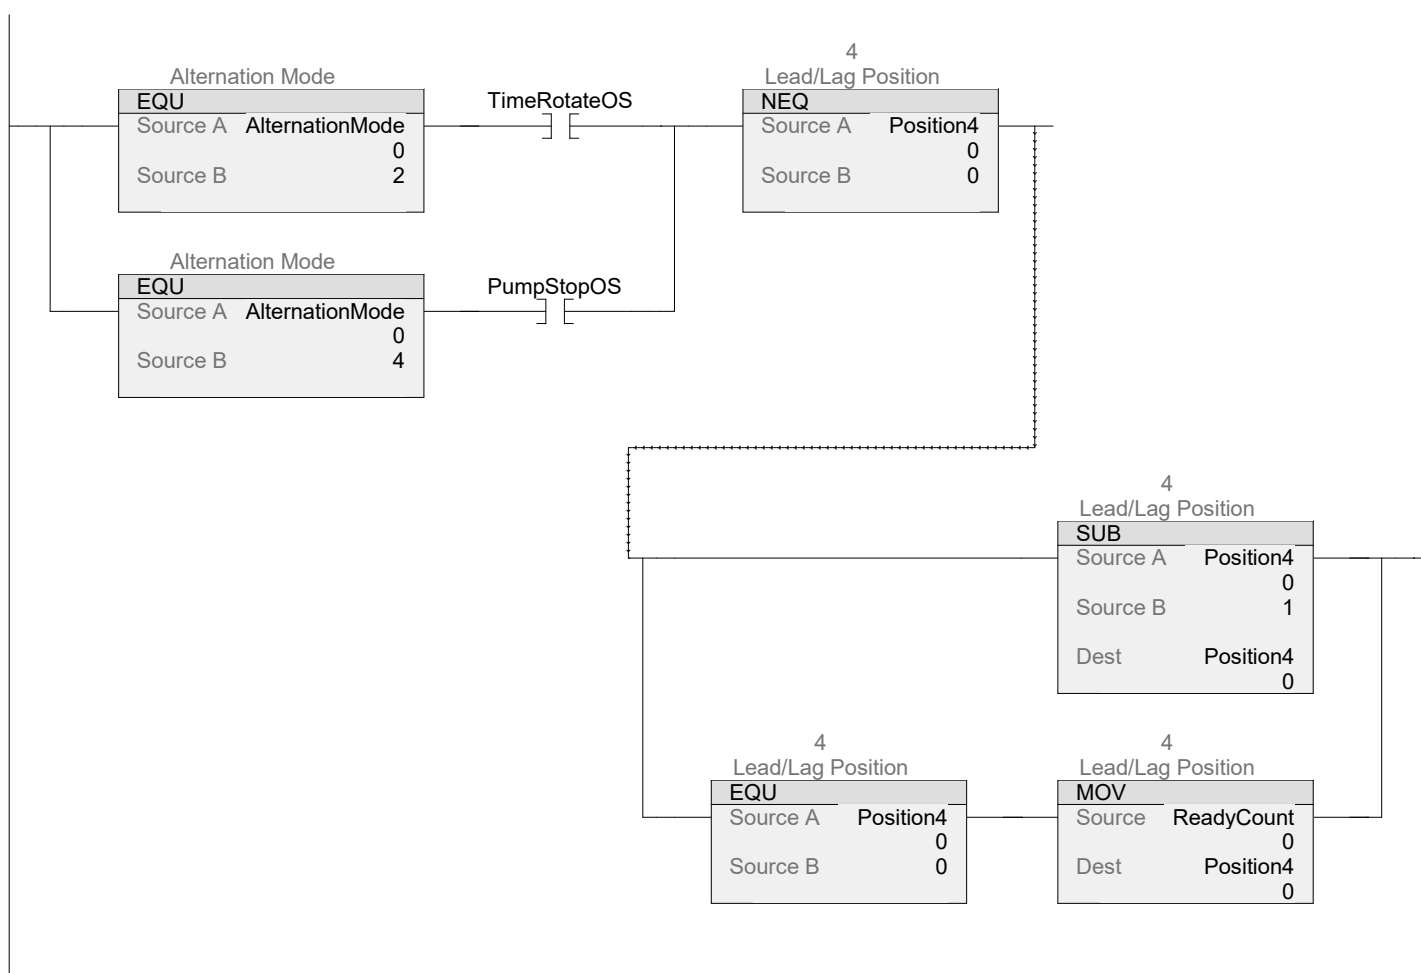 4
Alternation Mode
Lead/Lag Position
EQU
TimeRotateOS
NEQ
Source A AlternationMode
Source A Position4
0
0
Source B 2
Source B 0
Alternation Mode
EQU
PumpStopOS
Source A AlternationMode
0
Source B 4
4
Lead/Lag Position
SUB
Source A Position4
0
Source B 1
Dest Position4
0
4
4
Lead/Lag Position
Lead/Lag Position
EQU
MOV
Source A Position4
Source ReadyCount
0
0
Source B 0
Dest Position4
0